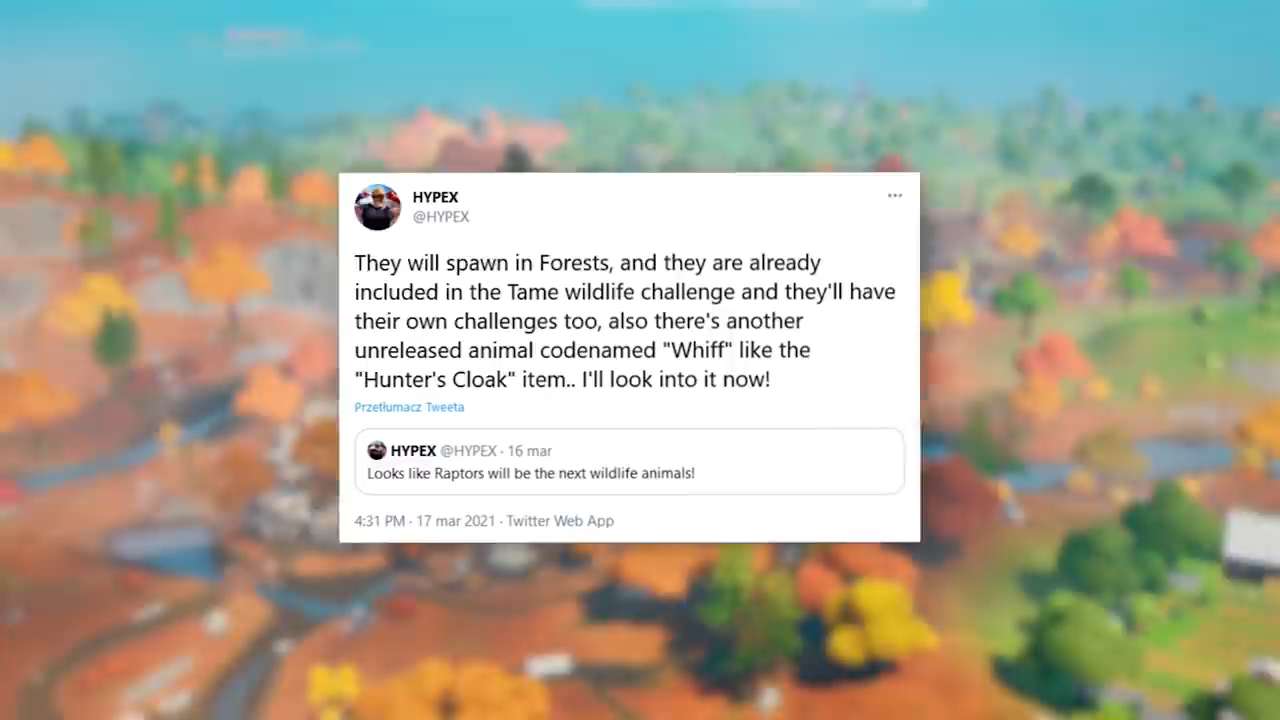 HYPEX
@HYPEX
They will spawn in Forests, and they are already
included in the Tame wildlife challenge and they'll have
their own challenges too, also there's another
unreleased animal codenamed "Whiff" like the
"Hunter's Cloak" item.. I'll look into it now!
Przetłumacz Tweeta
HYPEX @HYPEX · 16 mar
Looks like Raptors will be the next wildlife animals!
4:31 PM · 17 mar 2021 · Twitter Web App